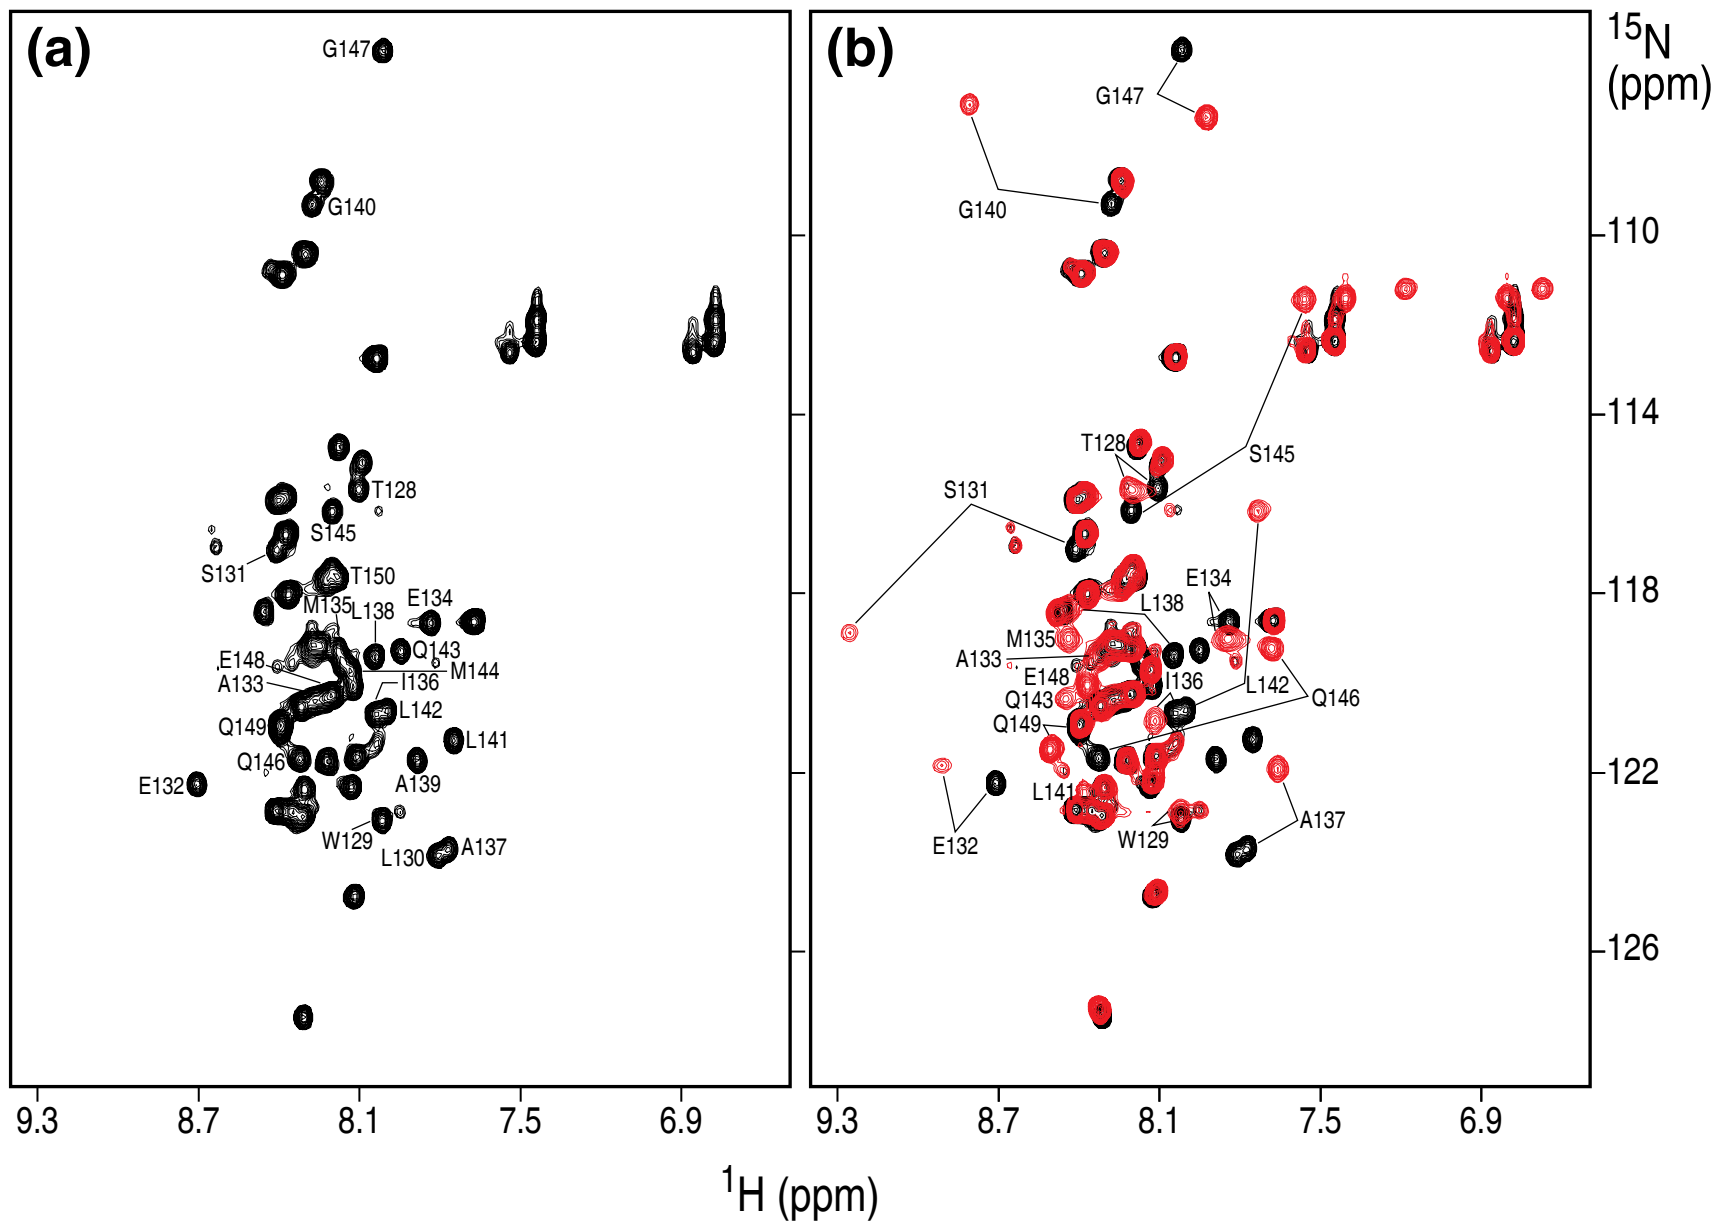 (a)
G147
G140
T128
S145
S131
T150
M135
L138
E134
Q143
E148
M144
A133
I136
L142
Q149
L141
Q146
A139
E132
W129
L130
A137
9.3 8.7 8.1 7.5 6.9
(b)
G147
G140
T128
S145
S131
E134
L138
M135
A133
E148
I136
L142
Q143
Q146
Q149
L141
A137
E132
W129
9.3 8.7 8.1 7.5 6.9
15N
(ppm)
110
114
118
122
126
1H (ppm)